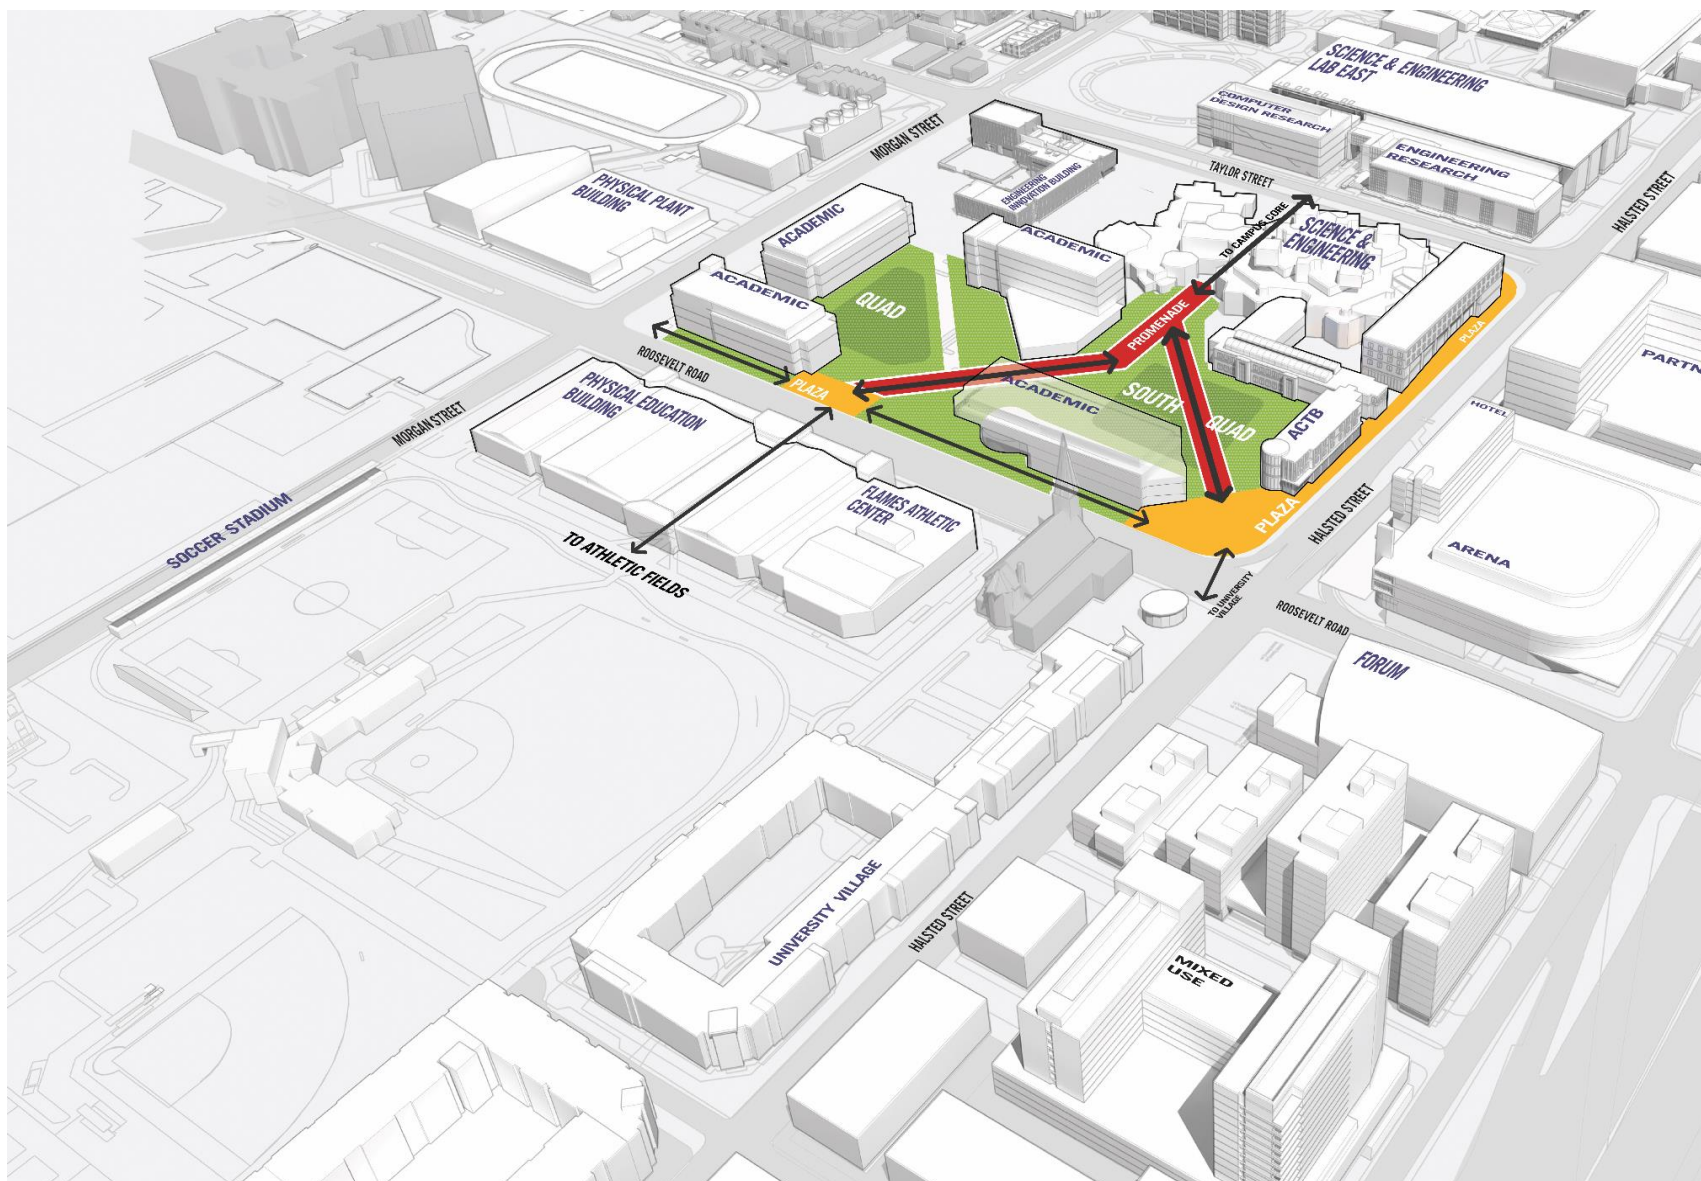 SCIENCE & ENGINEERING
LAB EAST
COMPUTER
DESIGN RESEARCH
ENGINEERING
RESEARCH
MORGAN STREET
TAYLOR STREET
HALSTED STREET
PHYSICAL PLANT
BUILDING
ENGINEERING
INNOVATION BUILDING
ACADEMIC
ACADEMIC
ACADEMIC
TO CAMPUS CORE
SCIENCE &
ENGINEERING
QUAD
PROMENADE
PLAZA
PARTN
ROOSEVELT ROAD
PLAZA
ACADEMIC
SOUTH
QUAD
ACTB
HOTEL
PHYSICAL EDUCATION
BUILDING
MORGAN STREET
FLAMES ATHLETIC
CENTER
PLAZA
HALSTED STREET
ARENA
SOCCER STADIUM
TO ATHLETIC FIELDS
TO UNIVERSITY
VILLAGE
ROOSEVELT ROAD
FORUM
UNIVERSITY VILLAGE
HALSTED STREET
MIXED
USE